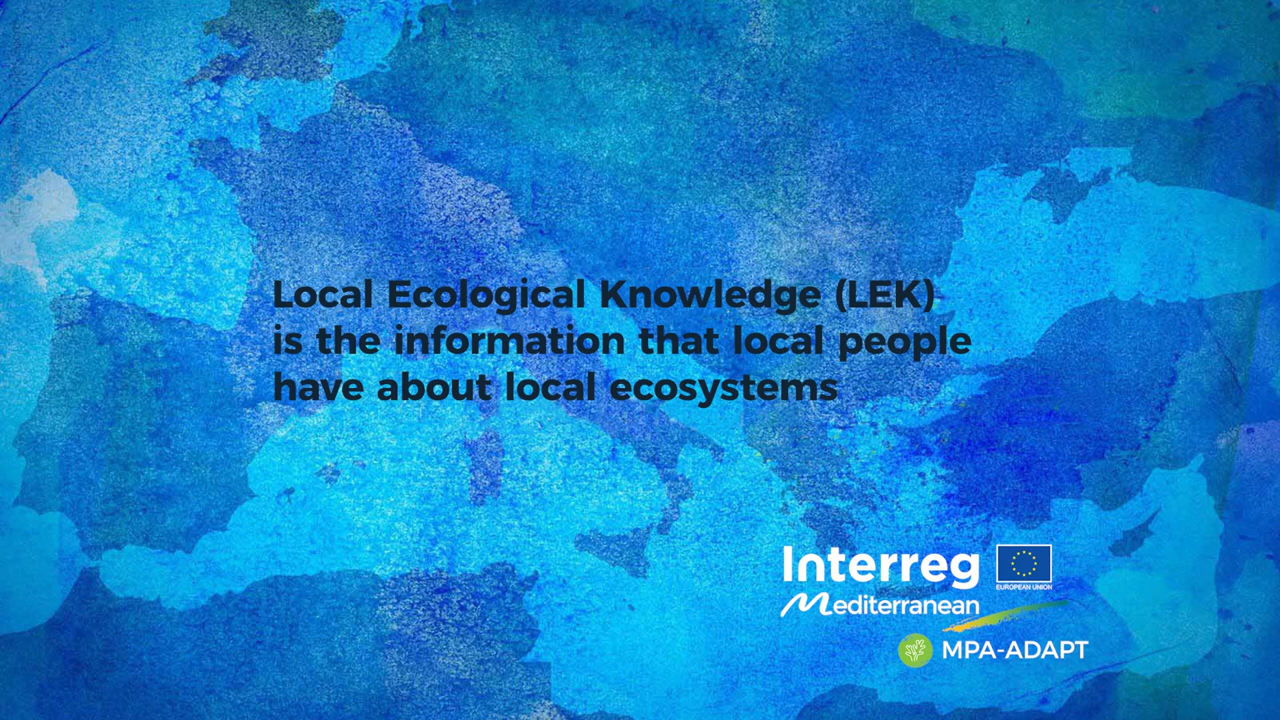 Local Ecological Knowledge (LEK)
is the information that local people
have about local ecosystems
Interreg
EUROPEAN UNION
Mediterranean
MPA-ADAPT